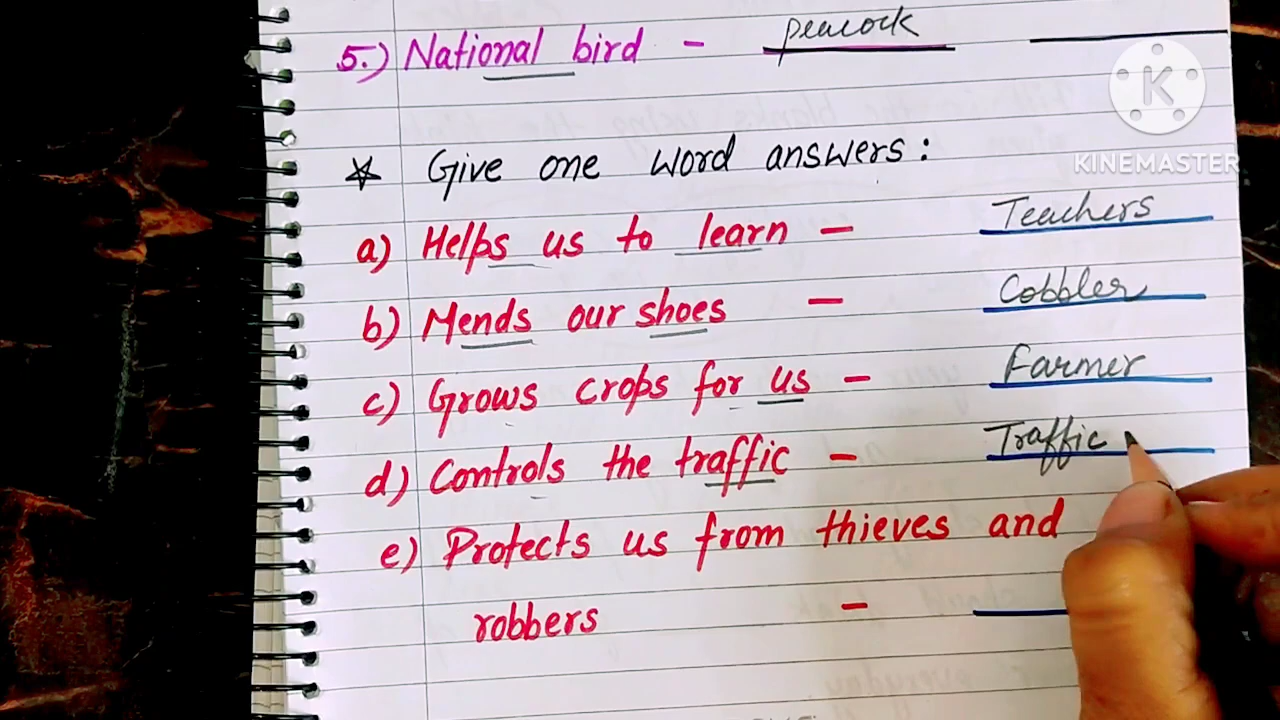 5.) National bird - peacock
K
KINEMASTER
☆ Give one word answers:
a) Helps us to learn - Teachers
b) Mends our shoes - Cobbler
c) Grows crops for us - Farmer
d) Controls the traffic - Traffic
e) Protects us from thieves and
robbers -